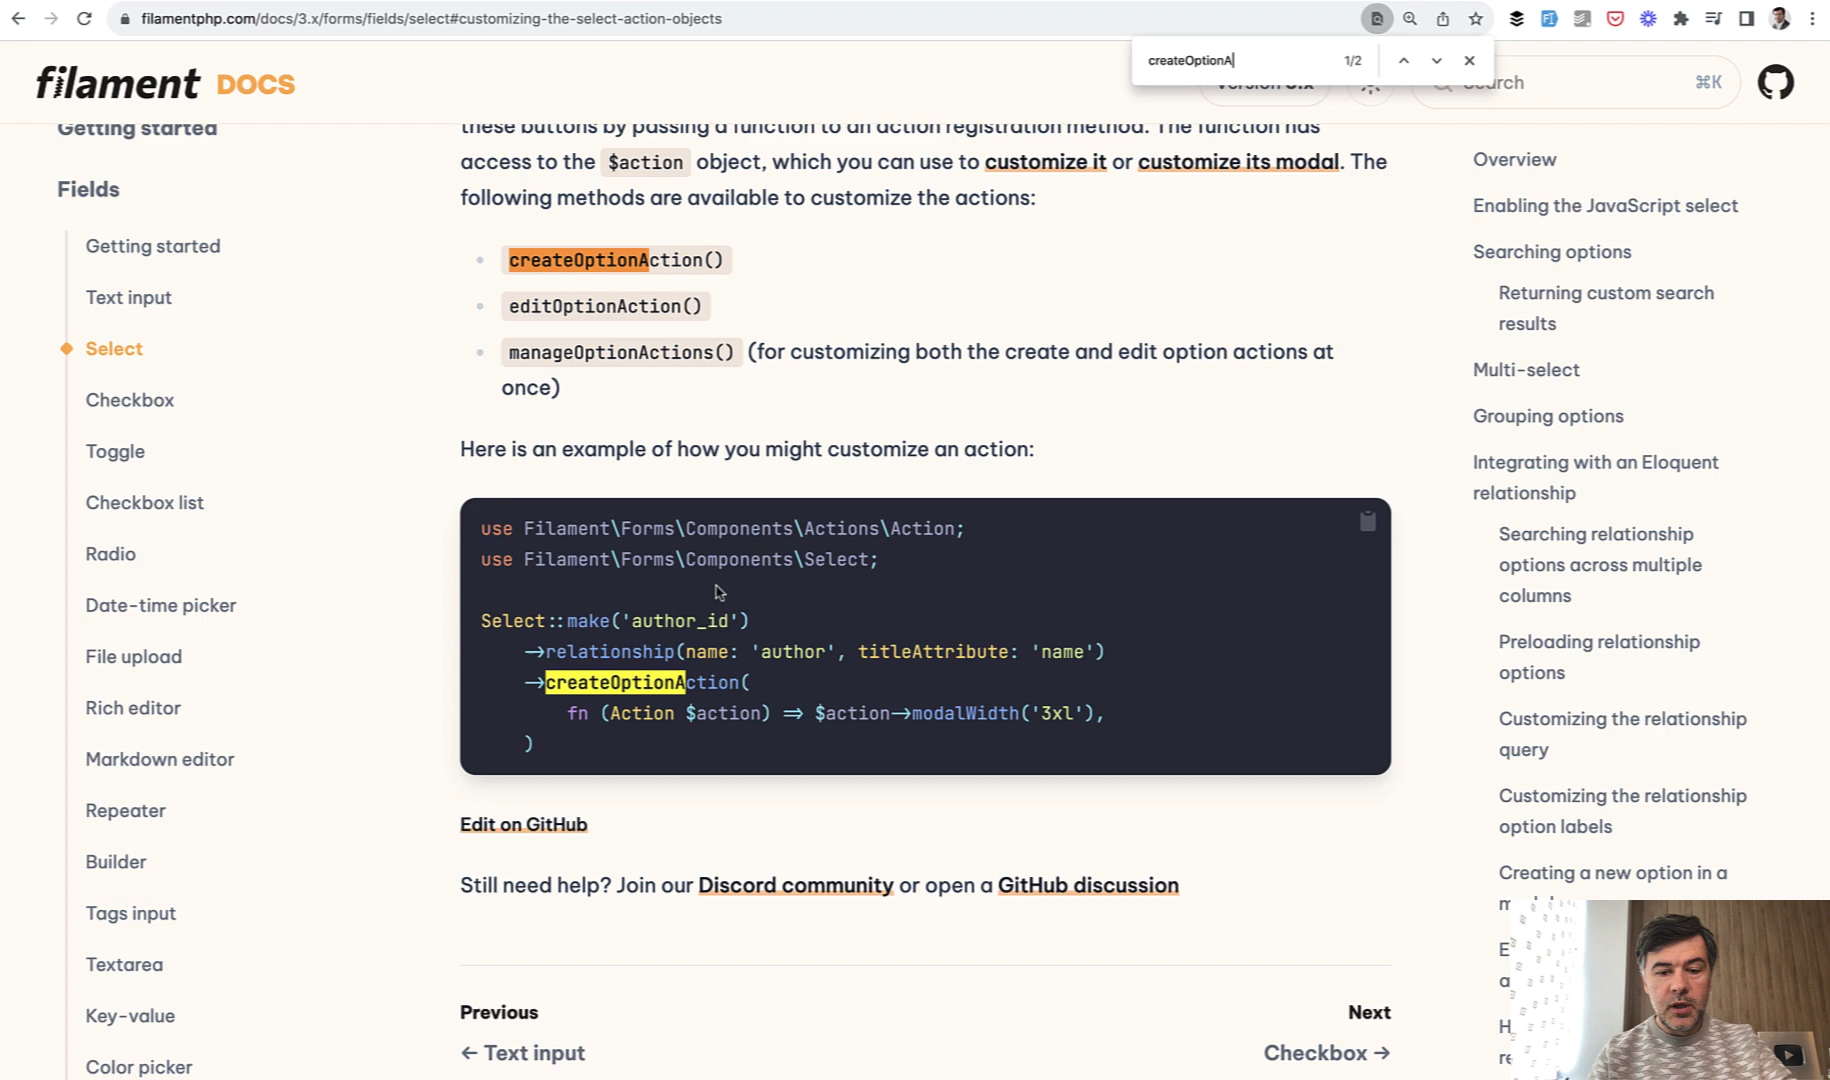 filamentphp.com/docs/3.x/forms/fields/select#customizing-the-select-action-objects
createOptionA
1/2
filament DOCS
Version 3.x
Search
⌘K
Getting started
Fields
Getting started
Text input
Select
Checkbox
Toggle
Checkbox list
Radio
Date-time picker
File upload
Rich editor
Markdown editor
Repeater
Builder
Tags input
Textarea
Key-value
Color picker
these buttons by passing a function to an action registration method. The function has
access to the $action object, which you can use to customize it or customize its modal. The
following methods are available to customize the actions:
createOptionAction()
editOptionAction()
manageOptionActions() (for customizing both the create and edit option actions at
once)
Here is an example of how you might customize an action:
use Filament\Forms\Components\Actions\Action;
use Filament\Forms\Components\Select;
Select::make('author_id')
->relationship(name: 'author', titleAttribute: 'name')
->createOptionAction(
fn (Action $action) => $action->modalWidth('3xl'),
)
Edit on GitHub
Still need help? Join our Discord community or open a GitHub discussion
Previous
← Text input
Next
Checkbox →
Overview
Enabling the JavaScript select
Searching options
Returning custom search
results
Multi-select
Grouping options
Integrating with an Eloquent
relationship
Searching relationship
options across multiple
columns
Preloading relationship
options
Customizing the relationship
query
Customizing the relationship
option labels
Creating a new option in a